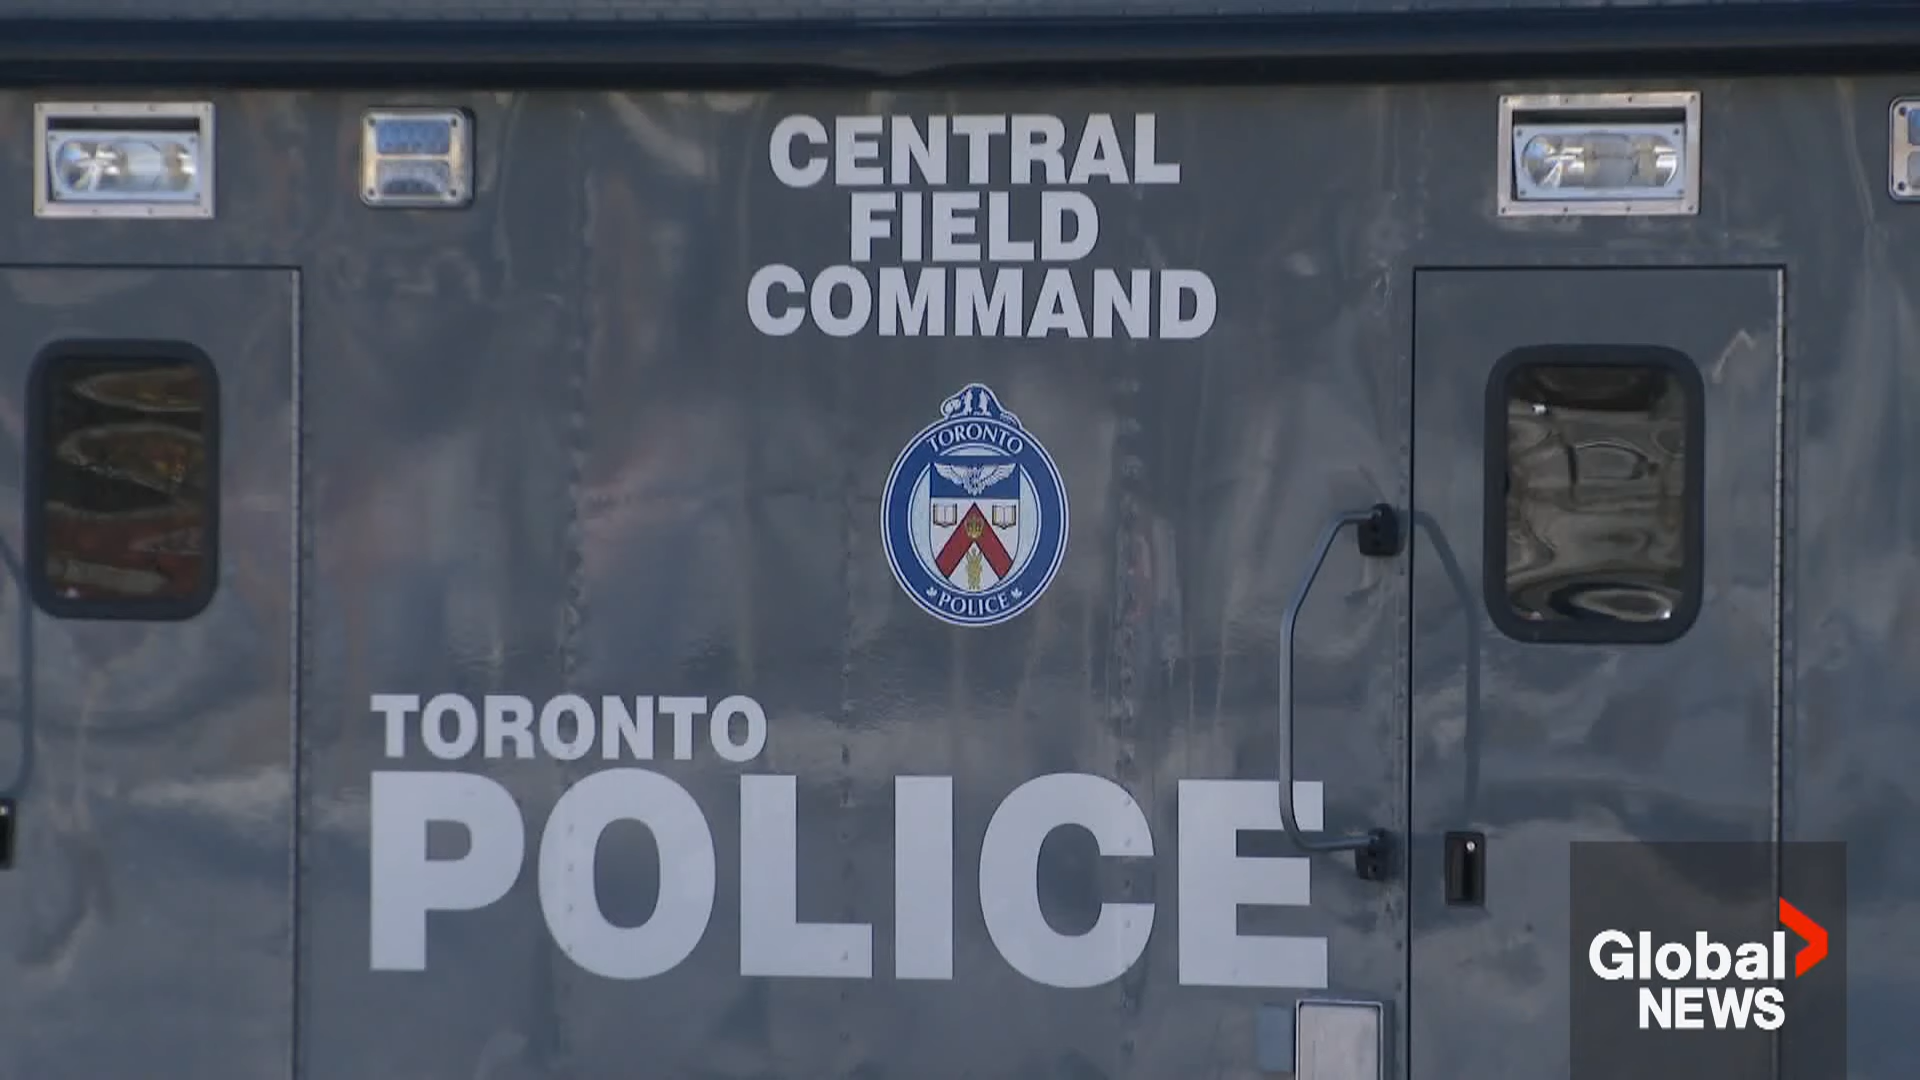 CENTRAL
FIELD
COMMAND
TORONTO
POLICE
TORONTO
POLICE
Global
NEWS